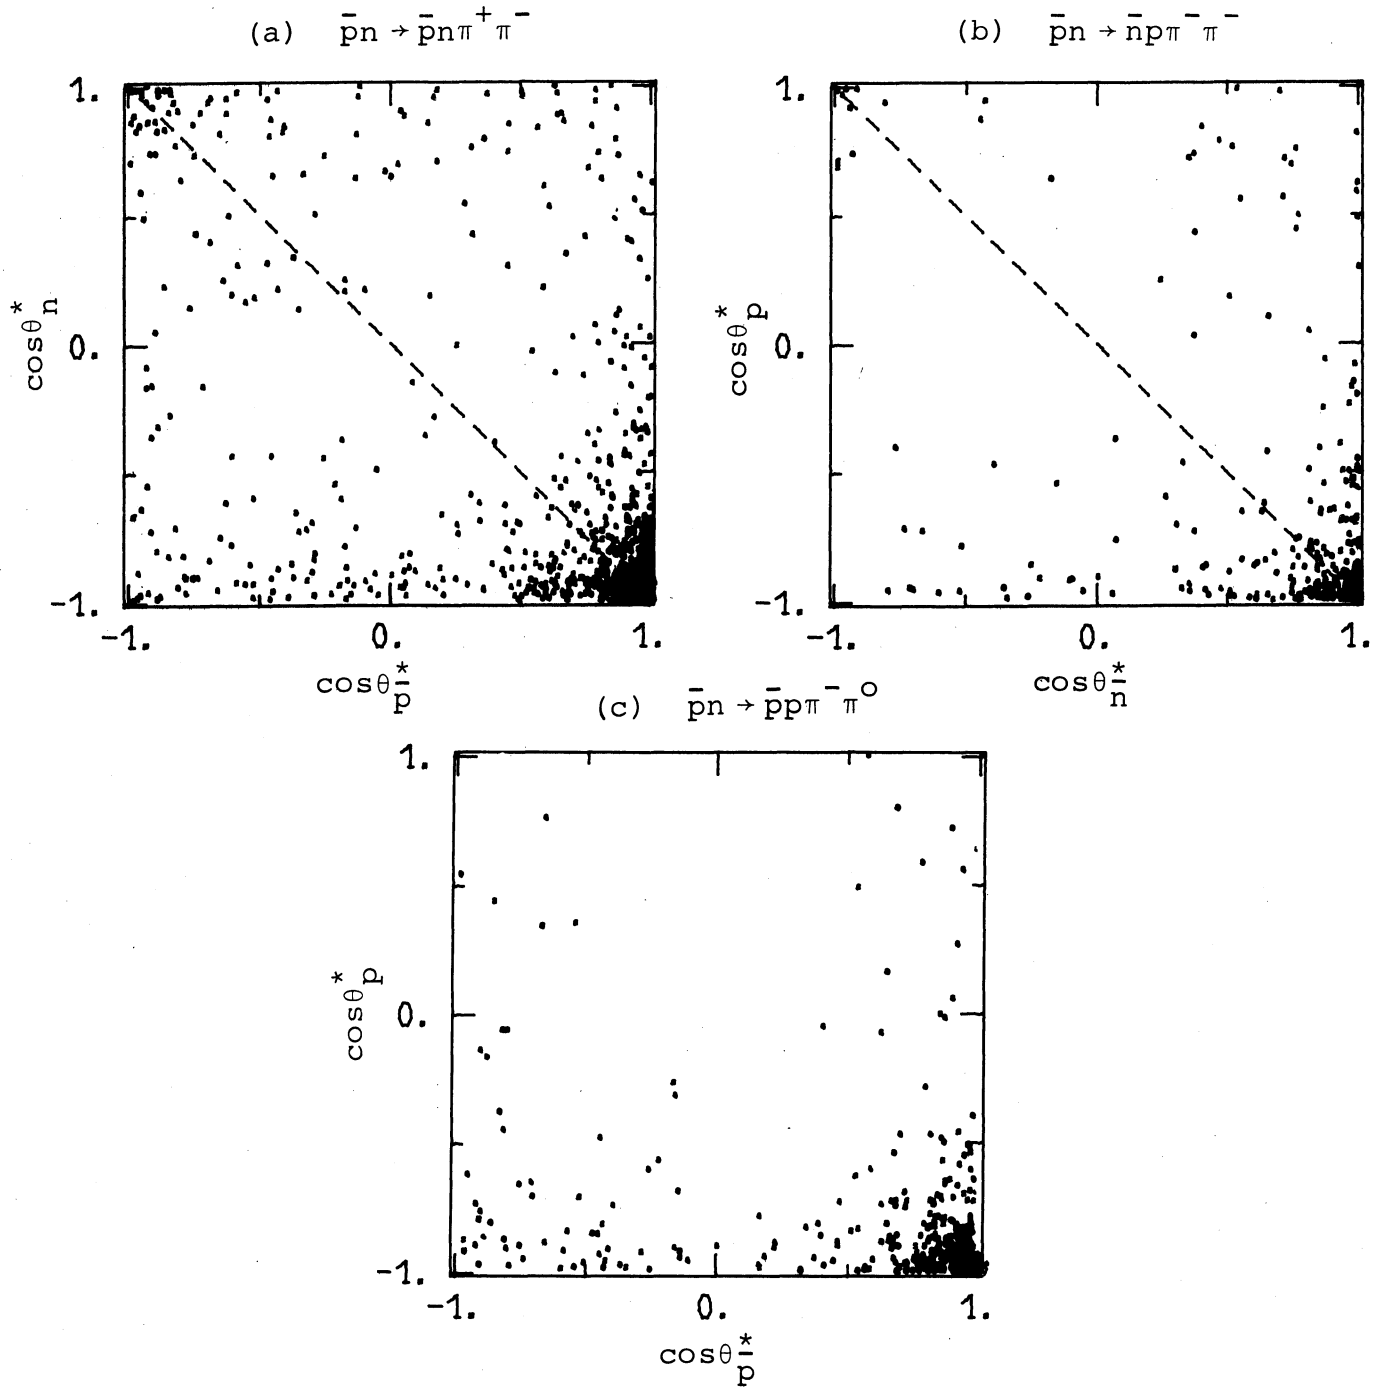 (a) p̄n → p̄nπ⁺π⁻
(b) p̄n → n̄pπ⁻π⁻
1.
cosθ*n
0.
-1.
-1. 0. 1.
cosθ*p̄
1.
cosθ*p
0.
-1.
-1. 0. 1.
cosθ*n̄
(c) p̄n → p̄pπ⁻π⁰
1.
cosθ*p
0.
-1.
-1. 0. 1.
cosθ*p̄